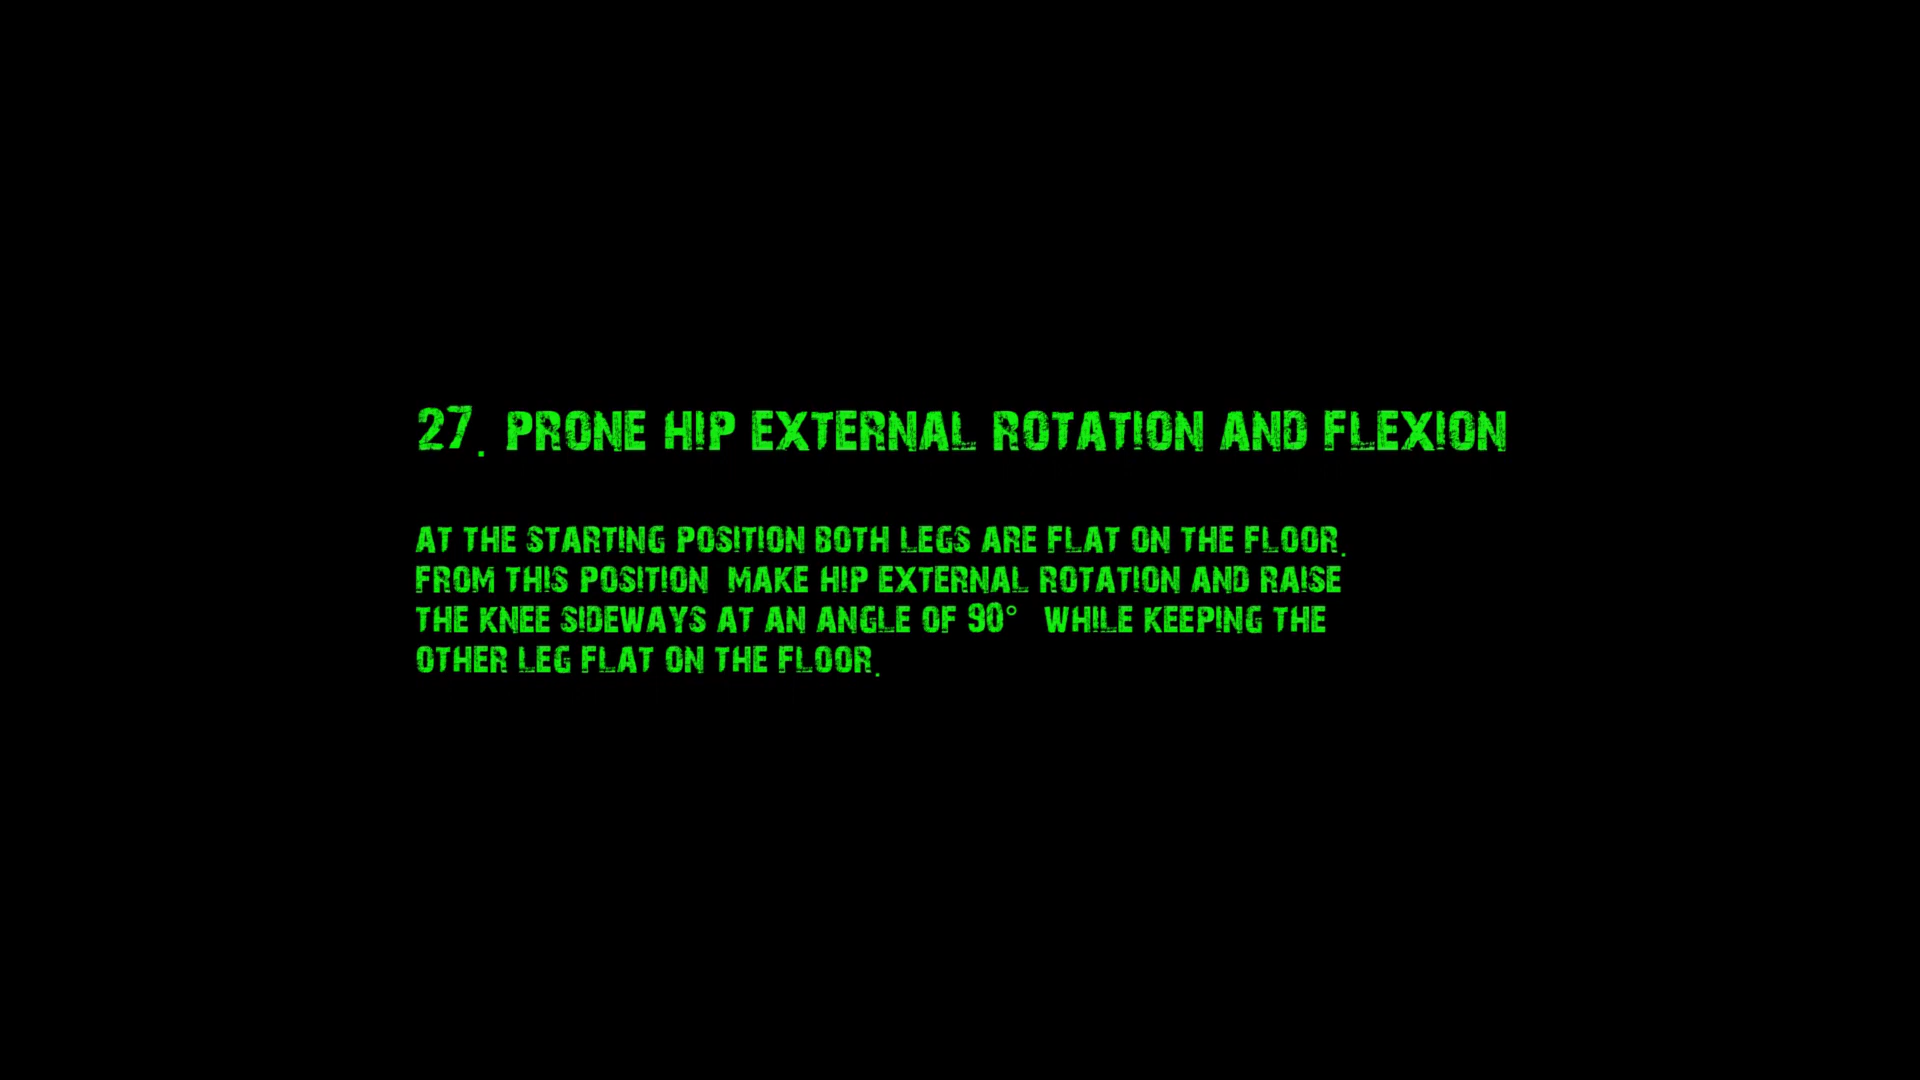 27. PRONE HIP EXTERNAL ROTATION AND FLEXION
AT THE STARTING POSITION BOTH LEGS ARE FLAT ON THE FLOOR.
FROM THIS POSITION MAKE HIP EXTERNAL ROTATION AND RAISE
THE KNEE SIDEWAYS AT AN ANGLE OF 90° WHILE KEEPING THE
OTHER LEG FLAT ON THE FLOOR.